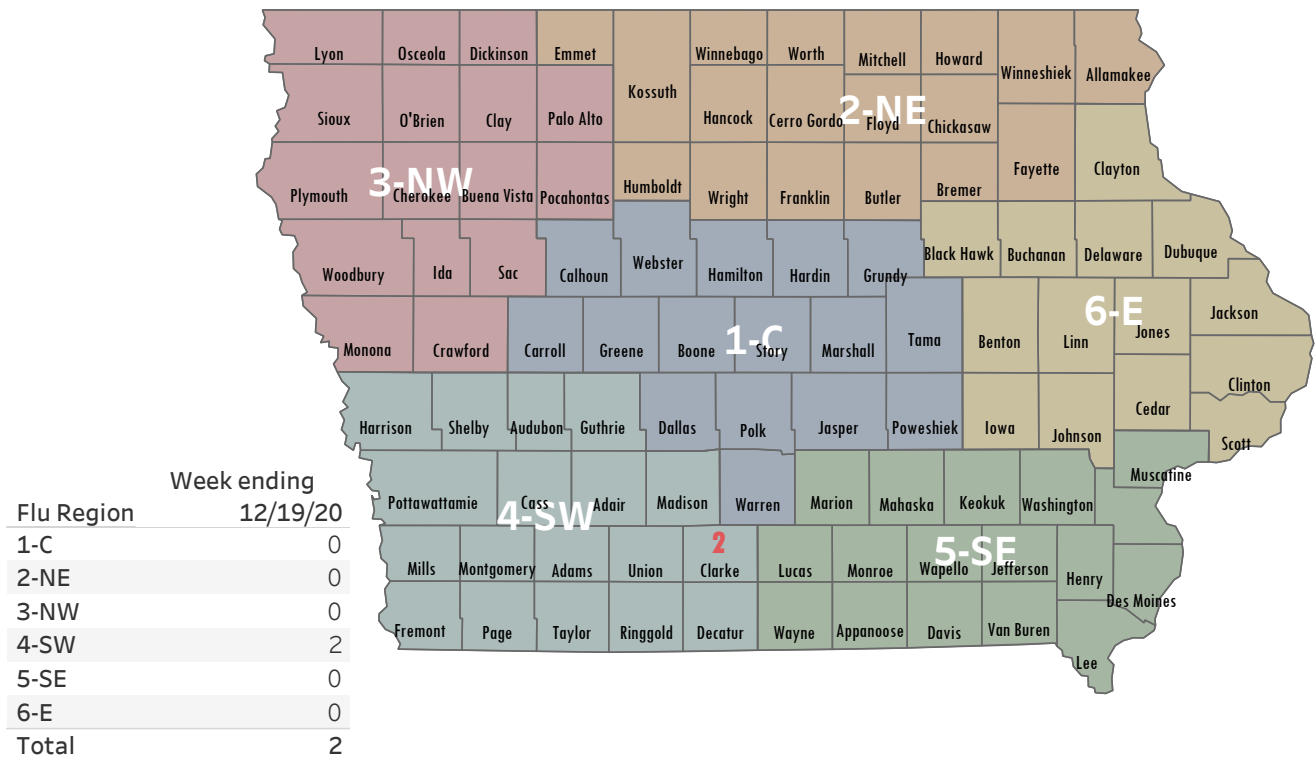 Lyon Osceola Dickinson Emmet Winnebago Worth Mitchell Howard
Kossuth Winneshiek Allamakee
Sioux O'Brien Clay Palo Alto Hancock Cerro Gordo Floyd Chickasaw
2-NE
Fayette Clayton
3-NW
Plymouth Cherokee Buena Vista Pocahontas Humboldt Wright Franklin Butler Bremer
Woodbury Ida Sac Calhoun Webster Hamilton Hardin Grundy Black Hawk Buchanan Delaware Dubuque
6-E
Jackson
Monona Crawford Carroll Greene Boone Story Marshall Tama Benton Linn Jones
1-C
Clinton
Harrison Shelby Audubon Guthrie Dallas Polk Jasper Poweshiek Iowa Johnson Cedar
Scott
Muscatine
Pottawattamie Cass Adair Madison Warren Marion Mahaska Keokuk Washington
4-SW
2
5-SE
Mills Montgomery Adams Union Clarke Lucas Monroe Wapello Jefferson Henry
Des Moines
Fremont Page Taylor Ringgold Decatur Wayne Appanoose Davis Van Buren
Lee
Week ending
Flu Region 12/19/20
1-C 0
2-NE 0
3-NW 0
4-SW 2
5-SE 0
6-E 0
Total 2